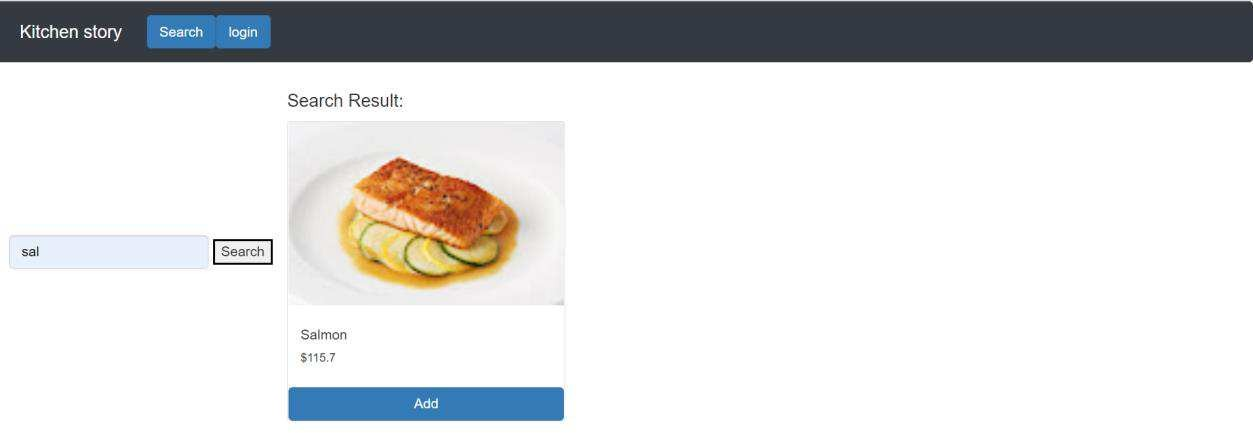 Kitchen story Search login
Search Result:
sal Search
Salmon
$115.7
Add